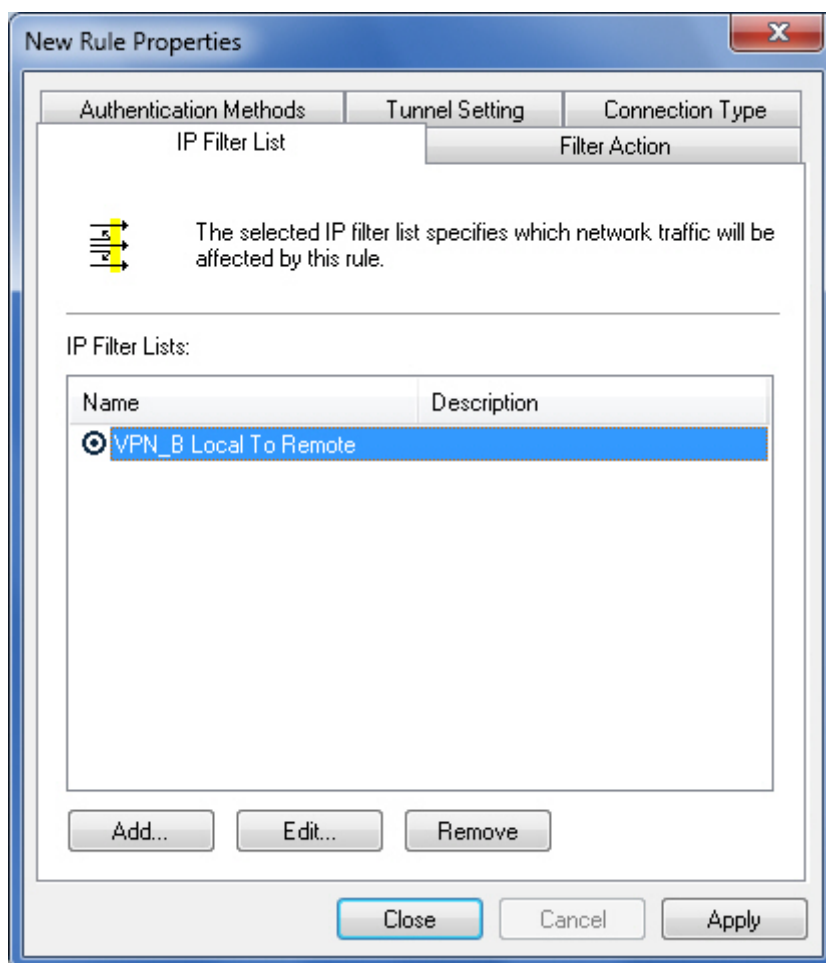 New Rule Properties
Authentication Methods
Tunnel Setting
Connection Type
IP Filter List
Filter Action
The selected IP filter list specifies which network traffic will be
affected by this rule.
IP Filter Lists:
Name
Description
VPN_B Local To Remote
Add...
Edit...
Remove
Close
Cancel
Apply